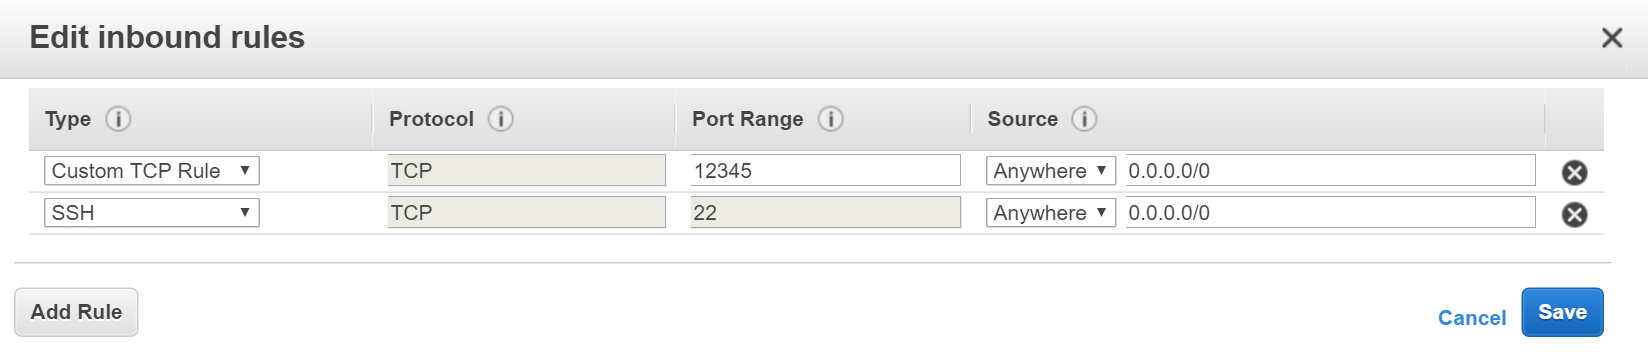 Edit inbound rules
Type Protocol Port Range Source
Custom TCP Rule TCP 12345 Anywhere 0.0.0.0/0
SSH TCP 22 Anywhere 0.0.0.0/0
Add Rule Cancel Save